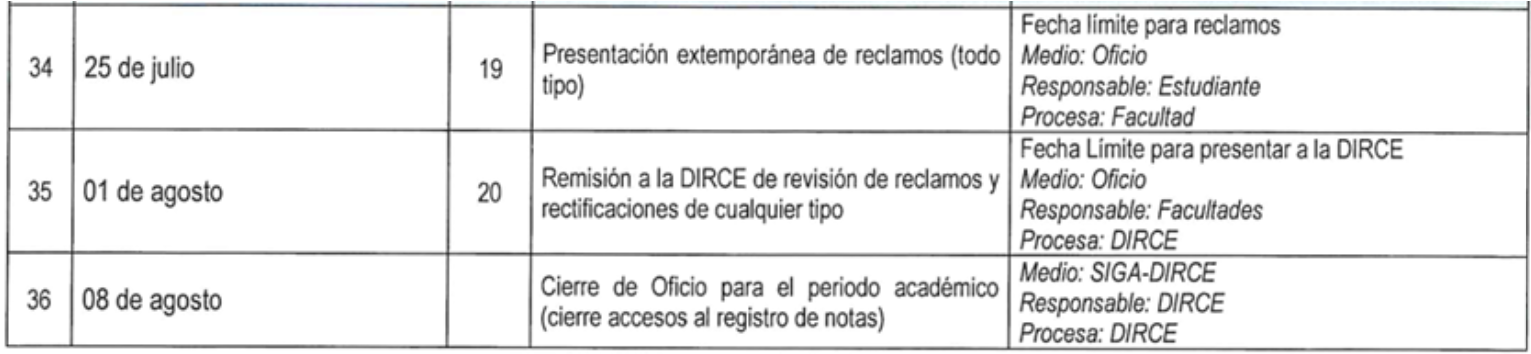 34
25 de julio
19
Presentación extemporánea de reclamos (todo
tipo)
Fecha límite para reclamos
Medio: Oficio
Responsable: Estudiante
Procesa: Facultad
35
01 de agosto
20
Remisión a la DIRCE de revisión de reclamos y
rectificaciones de cualquier tipo
Fecha Límite para presentar a la DIRCE
Medio: Oficio
Responsable: Facultades
Procesa: DIRCE
36
08 de agosto
Cierre de Oficio para el periodo académico
(cierre accesos al registro de notas)
Medio: SIGA-DIRCE
Responsable: DIRCE
Procesa: DIRCE